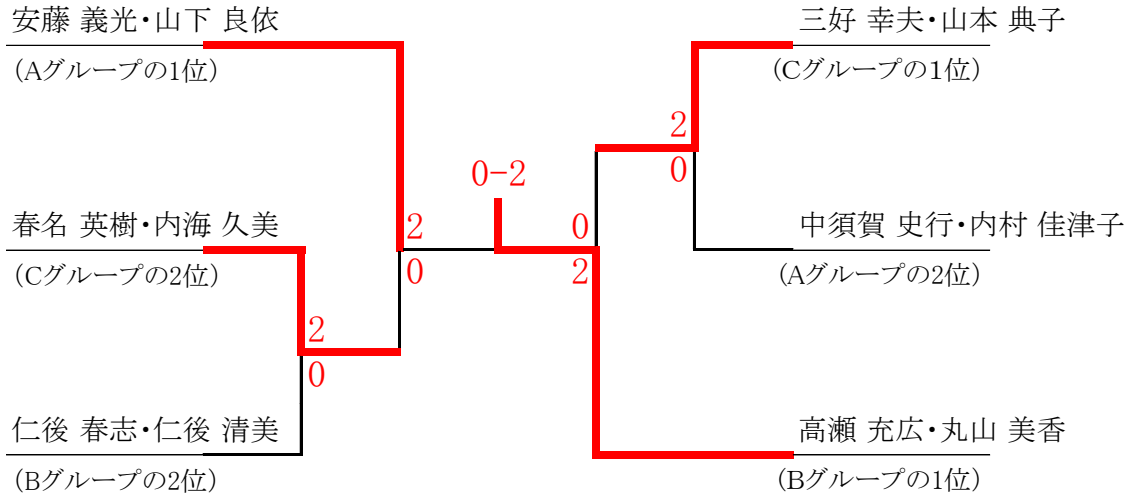 安藤 義光・山下 良依
(Aグループの1位)
春名 英樹・内海 久美
(Cグループの2位)
仁後 春志・仁後 清美
(Bグループの2位)
2
0
2
0
0-2
2
0
0
2
三好 幸夫・山本 典子
(Cグループの1位)
中須賀 史行・内村 佳津子
(Aグループの2位)
高瀬 充広・丸山 美香
(Bグループの1位)